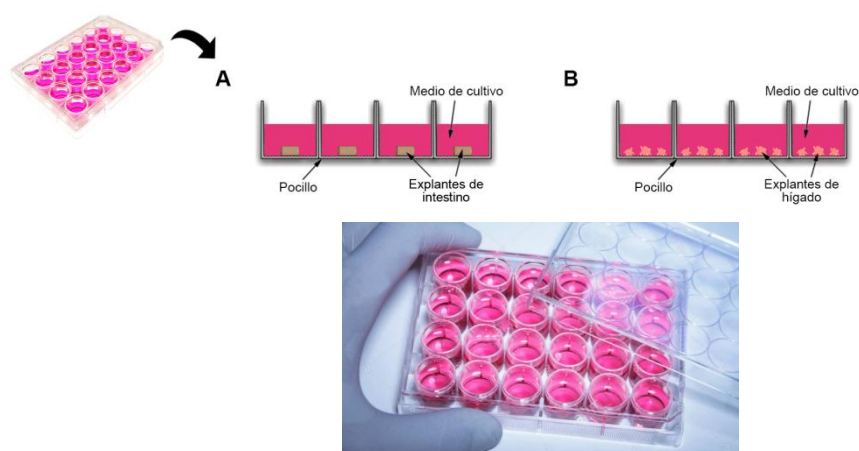 A
Medio de cultivo
Pocillo
Explantes de
intestino
B
Medio de cultivo
Pocillo
Explantes de
hígado